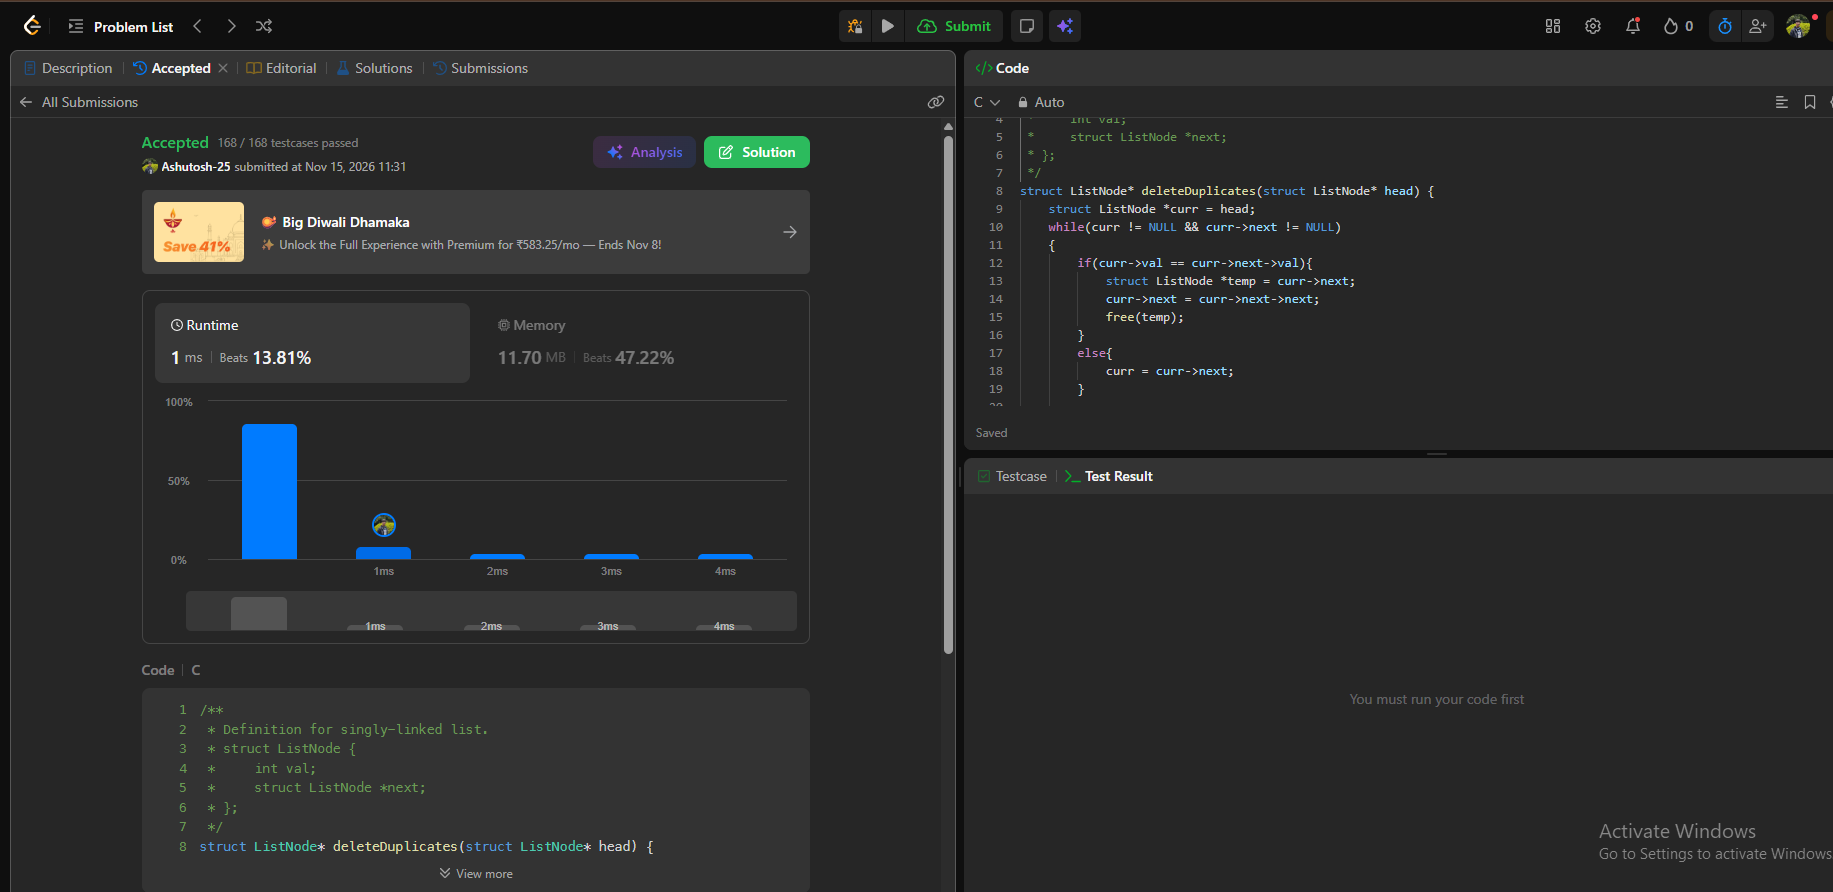 Problem List
Submit
0
Description
Accepted
Editorial
Solutions
Submissions
All Submissions
Accepted 168 / 168 testcases passed
Ashutosh-25 submitted at Nov 15, 2026 11:31
Analysis
Solution
Save 41%
Big Diwali Dhamaka
Unlock the Full Experience with Premium for ₹583.25/mo — Ends Nov 8!
Runtime
1 ms | Beats 13.81%
Memory
11.70 MB | Beats 47.22%
100%
50%
0%
1ms 2ms 3ms 4ms
1ms 2ms 3ms 4ms
Code | C
1 /**
2 * Definition for singly-linked list.
3 * struct ListNode {
4 *     int val;
5 *     struct ListNode *next;
6 * };
7 */
8 struct ListNode* deleteDuplicates(struct ListNode* head) {
View more
</> Code
C
Auto
4 *     int val;
5 *     struct ListNode *next;
6 * };
7 */
8 struct ListNode* deleteDuplicates(struct ListNode* head) {
9     struct ListNode *curr = head;
10     while(curr != NULL && curr->next != NULL)
11     {
12         if(curr->val == curr->next->val){
13             struct ListNode *temp = curr->next;
14             curr->next = curr->next->next;
15             free(temp);
16         }
17         else{
18             curr = curr->next;
19         }
20
Saved
Testcase
Test Result
You must run your code first
Activate Windows
Go to Settings to activate Windows.